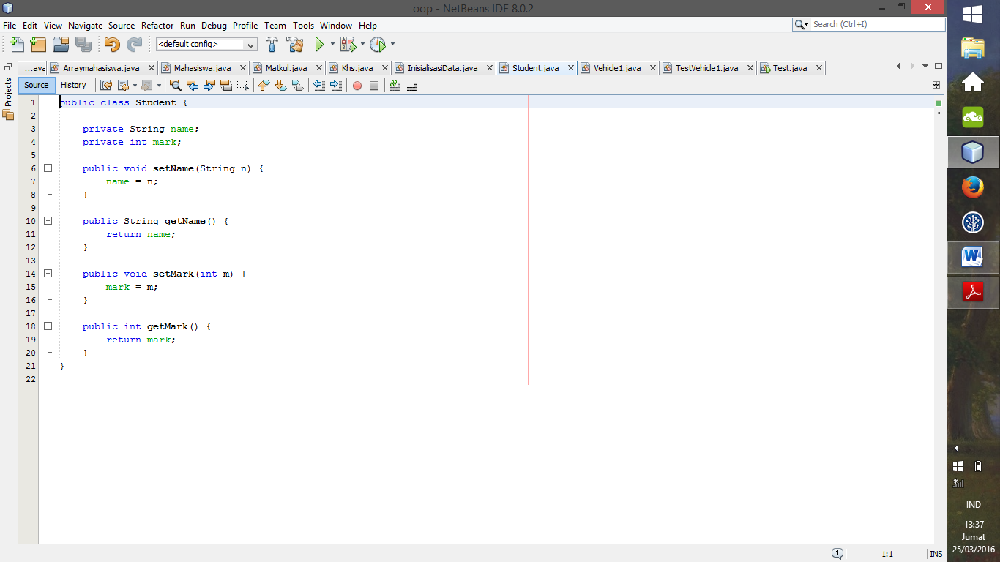 oop - NetBeans IDE 8.0.2
File Edit View Navigate Source Refactor Run Debug Profile Team Tools Window Help
Search (Ctrl+I)
<default config>
...ava Arraymahasiswa.java Mahasiswa.java Matkul.java Khs.java InisialisasiData.java Student.java Vehicle1.java TestVehicle1.java Test.java
Projects
Source History
1 public class Student {
2
3 private String name;
4 private int mark;
5
6 public void setName(String n) {
7 name = n;
8 }
9
10 public String getName() {
11 return name;
12 }
13
14 public void setMark(int m) {
15 mark = m;
16 }
17
18 public int getMark() {
19 return mark;
20 }
21 }
22
1:1 INS
IND
13:37
Jumat
25/03/2016